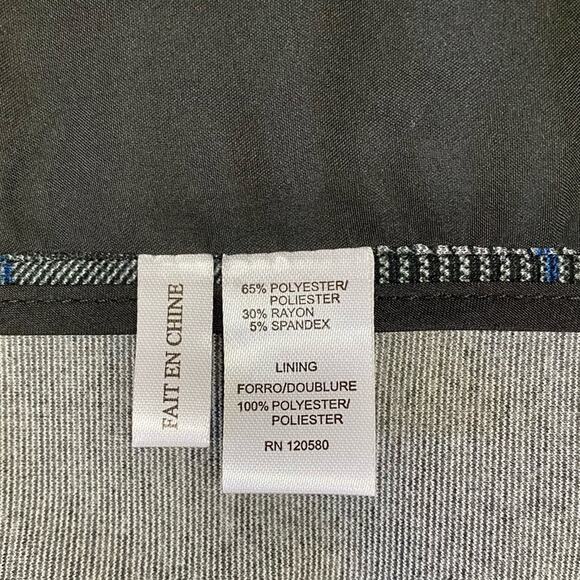 FAIT EN CHINE
65% POLYESTER/
POLIESTER
30% RAYON
5% SPANDEX
LINING
FORRO/DOUBLURE
100% POLYESTER/
POLIESTER
RN 120580